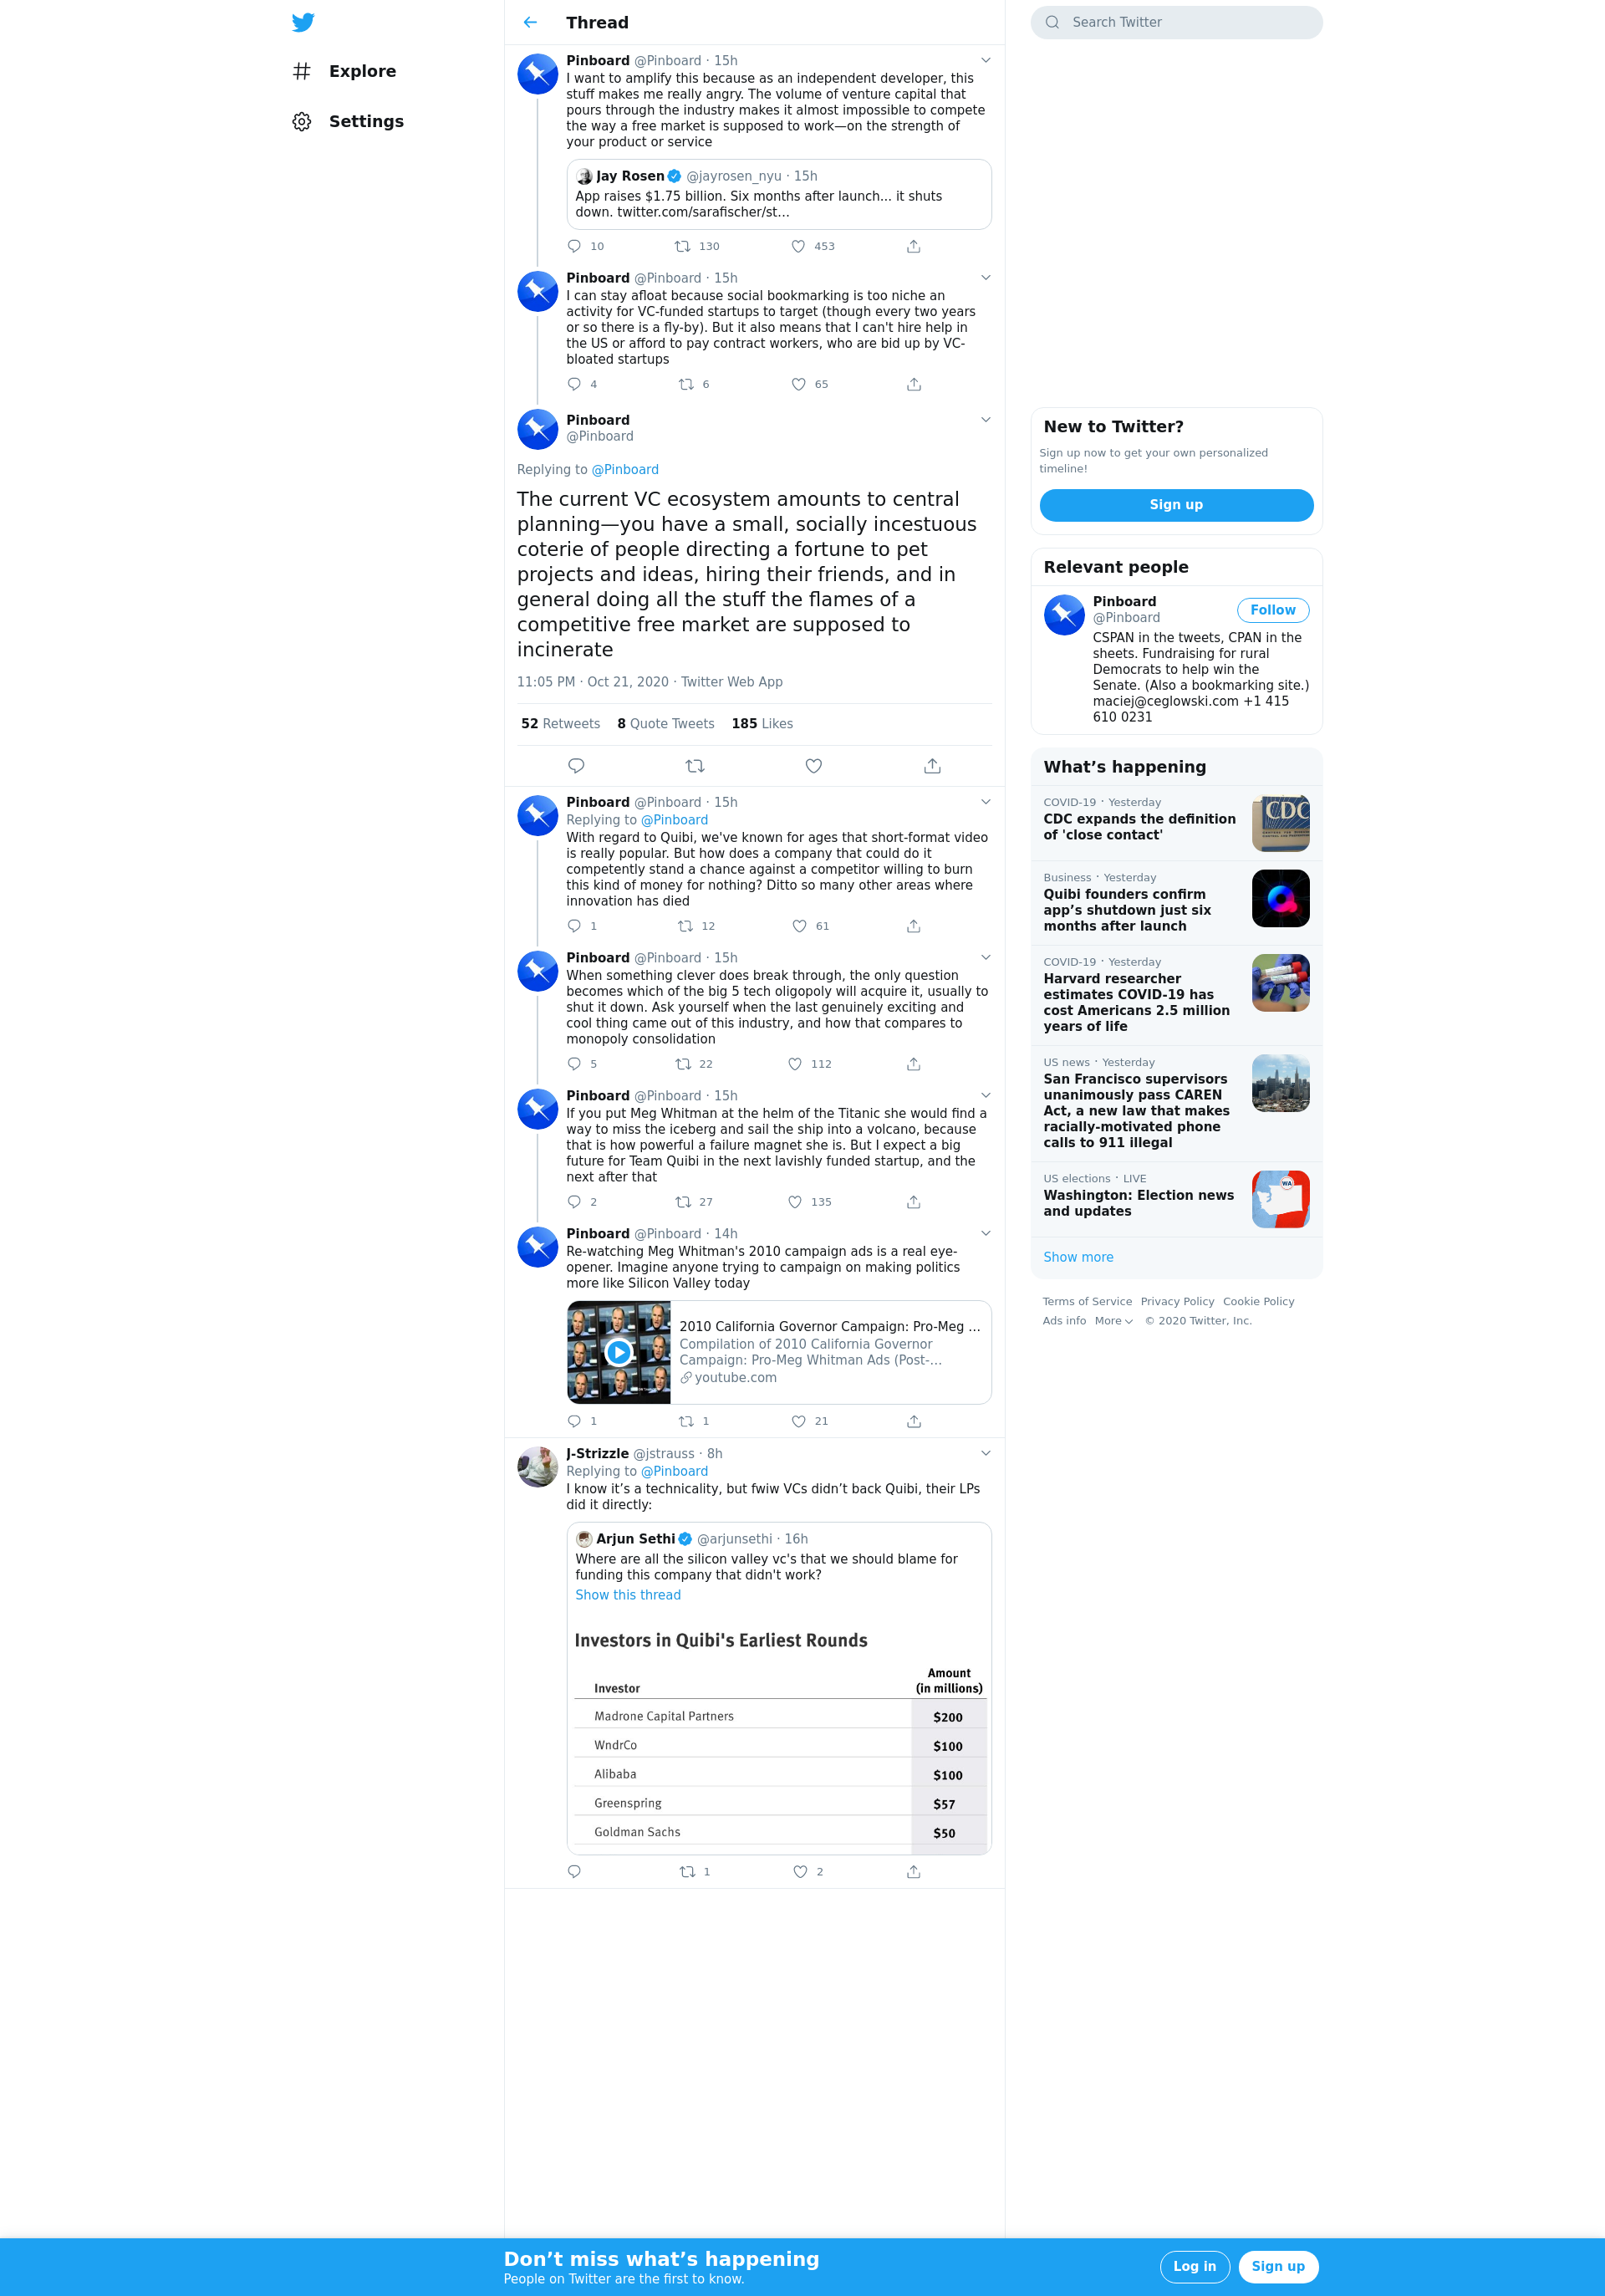 Explore
Settings
Thread
Pinboard @Pinboard · 15h
I want to amplify this because as an independent developer, this
stuff makes me really angry. The volume of venture capital that
pours through the industry makes it almost impossible to compete
the way a free market is supposed to work—on the strength of
your product or service
Jay Rosen @jayrosen_nyu · 15h
App raises $1.75 billion. Six months after launch... it shuts
down. twitter.com/sarafischer/st…
10 130 453
Pinboard @Pinboard · 15h
I can stay afloat because social bookmarking is too niche an
activity for VC-funded startups to target (though every two years
or so there is a fly-by). But it also means that I can't hire help in
the US or afford to pay contract workers, who are bid up by VC-
bloated startups
4 6 65
Pinboard
@Pinboard
Replying to @Pinboard
The current VC ecosystem amounts to central
planning—you have a small, socially incestuous
coterie of people directing a fortune to pet
projects and ideas, hiring their friends, and in
general doing all the stuff the flames of a
competitive free market are supposed to
incinerate
11:05 PM · Oct 21, 2020 · Twitter Web App
52 Retweets 8 Quote Tweets 185 Likes
Pinboard @Pinboard · 15h
Replying to @Pinboard
With regard to Quibi, we've known for ages that short-format video
is really popular. But how does a company that could do it
competently stand a chance against a competitor willing to burn
this kind of money for nothing? Ditto so many other areas where
innovation has died
1 12 61
Pinboard @Pinboard · 15h
When something clever does break through, the only question
becomes which of the big 5 tech oligopoly will acquire it, usually to
shut it down. Ask yourself when the last genuinely exciting and
cool thing came out of this industry, and how that compares to
monopoly consolidation
5 22 112
Pinboard @Pinboard · 15h
If you put Meg Whitman at the helm of the Titanic she would find a
way to miss the iceberg and sail the ship into a volcano, because
that is how powerful a failure magnet she is. But I expect a big
future for Team Quibi in the next lavishly funded startup, and the
next after that
2 27 135
Pinboard @Pinboard · 14h
Re-watching Meg Whitman's 2010 campaign ads is a real eye-
opener. Imagine anyone trying to campaign on making politics
more like Silicon Valley today
2010 California Governor Campaign: Pro-Meg …
Compilation of 2010 California Governor
Campaign: Pro-Meg Whitman Ads (Post-…
youtube.com
1 1 21
J-Strizzle @jstrauss · 8h
Replying to @Pinboard
I know it’s a technicality, but fwiw VCs didn’t back Quibi, their LPs
did it directly:
Arjun Sethi @arjunsethi · 16h
Where are all the silicon valley vc's that we should blame for
funding this company that didn't work?
Show this thread
Investors in Quibi's Earliest Rounds
Investor Amount
(in millions)
Madrone Capital Partners $200
WndrCo $100
Alibaba $100
Greenspring $57
Goldman Sachs $50
1 2
Search Twitter
New to Twitter?
Sign up now to get your own personalized
timeline!
Sign up
Relevant people
Pinboard
@Pinboard
Follow
CSPAN in the tweets, CPAN in the
sheets. Fundraising for rural
Democrats to help win the
Senate. (Also a bookmarking site.)
maciej@ceglowski.com +1 415
610 0231
What’s happening
COVID-19 · Yesterday
CDC expands the definition
of 'close contact'
CDC
Business · Yesterday
Quibi founders confirm
app’s shutdown just six
months after launch
COVID-19 · Yesterday
Harvard researcher
estimates COVID-19 has
cost Americans 2.5 million
years of life
US news · Yesterday
San Francisco supervisors
unanimously pass CAREN
Act, a new law that makes
racially-motivated phone
calls to 911 illegal
US elections · LIVE
Washington: Election news
and updates
WA
Show more
Terms of Service Privacy Policy Cookie Policy
Ads info More © 2020 Twitter, Inc.
Don’t miss what’s happening
People on Twitter are the first to know.
Log in
Sign up